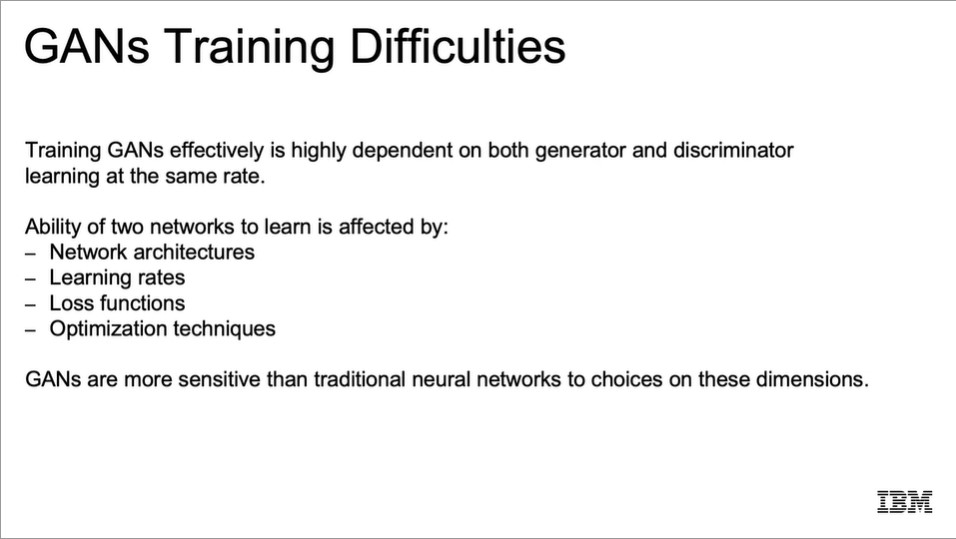 GANs Training Difficulties
Training GANs effectively is highly dependent on both generator and discriminator
learning at the same rate.
Ability of two networks to learn is affected by:
– Network architectures
– Learning rates
– Loss functions
– Optimization techniques
GANs are more sensitive than traditional neural networks to choices on these dimensions.
IBM